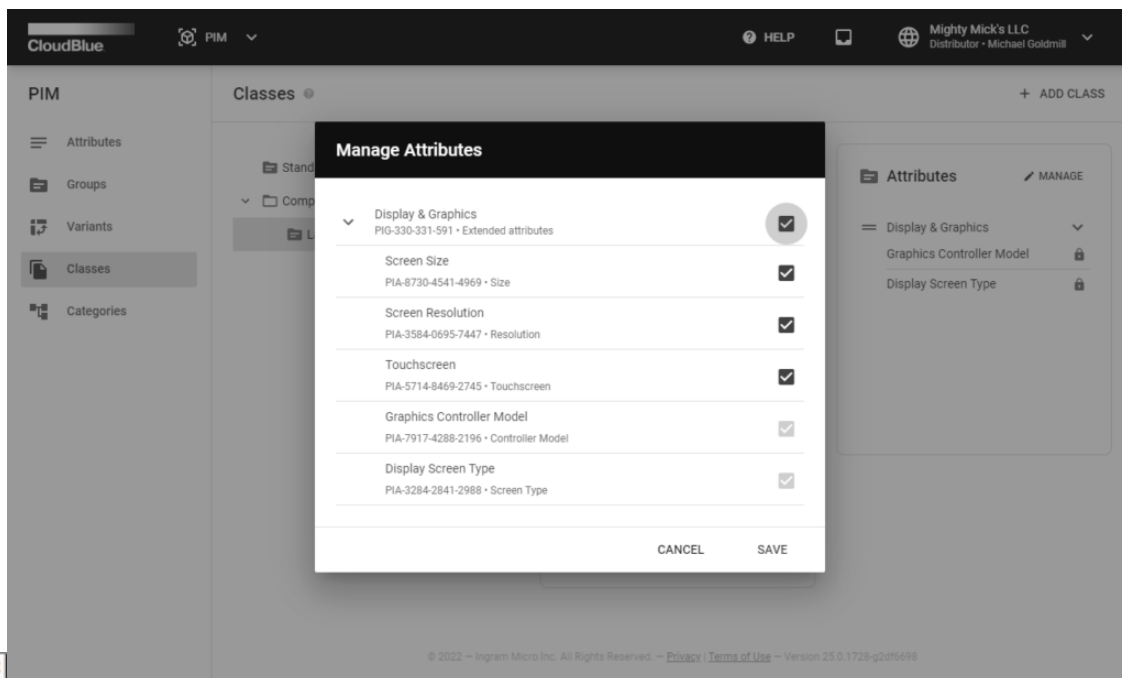 CloudBlue
PIM
HELP
Mighty Mick's LLC
Distributor • Michael Goldmill
PIM
Classes
+ ADD CLASS
Attributes
Groups
Variants
Classes
Categories
Stand
Comp
L
Manage Attributes
Display & Graphics
PIG-330-331-591 • Extended attributes
Screen Size
PIA-8730-4541-4969 • Size
Screen Resolution
PIA-3584-0695-7447 • Resolution
Touchscreen
PIA-5714-8469-2745 • Touchscreen
Graphics Controller Model
PIA-7917-4288-2196 • Controller Model
Display Screen Type
PIA-3284-2841-2988 • Screen Type
CANCEL SAVE
Attributes
MANAGE
Display & Graphics
Graphics Controller Model
Display Screen Type
© 2022 — Ingram Micro Inc. All Rights Reserved. — Privacy | Terms of Use — Version 25.0.1728-g2df6698